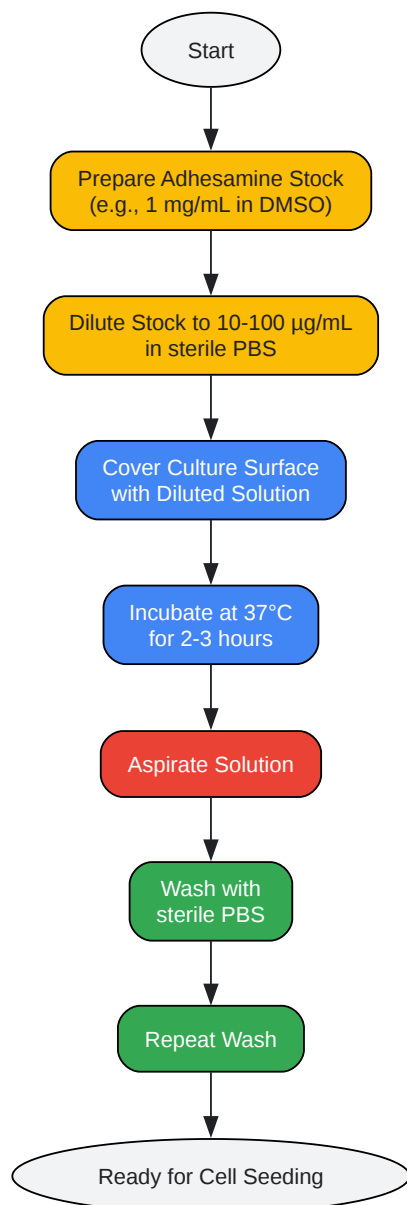 Start
Prepare Adhesamine Stock
(e.g., 1 mg/mL in DMSO)
Dilute Stock to 10-100 µg/mL
in sterile PBS
Cover Culture Surface
with Diluted Solution
Incubate at 37°C
for 2-3 hours
Aspirate Solution
Wash with
sterile PBS
Repeat Wash
Ready for Cell Seeding